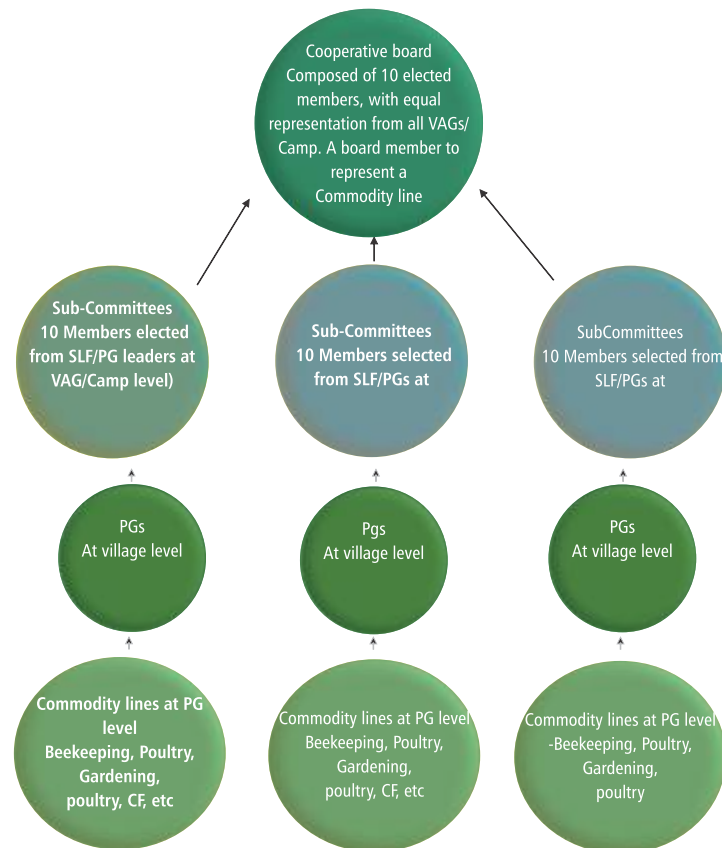 Cooperative board
Composed of 10 elected
members, with equal
representation from all VAGs/
Camp. A board member to
represent a
Commodity line
Sub-Committees
10 Members elected
from SLF/PG leaders at
VAG/Camp level)
Sub-Committees
10 Members selected
from SLF/PGs at
SubCommittees
10 Members selected from
SLF/PGs at
PGs
At village level
Pgs
At village level
PGs
At village level
Commodity lines at PG
level
Beekeeping, Poultry,
Gardening,
poultry, CF, etc
Commodity lines at PG level
Beekeeping, Poultry,
Gardening,
poultry, CF, etc
Commodity lines at PG level
-Beekeeping, Poultry,
Gardening,
poultry